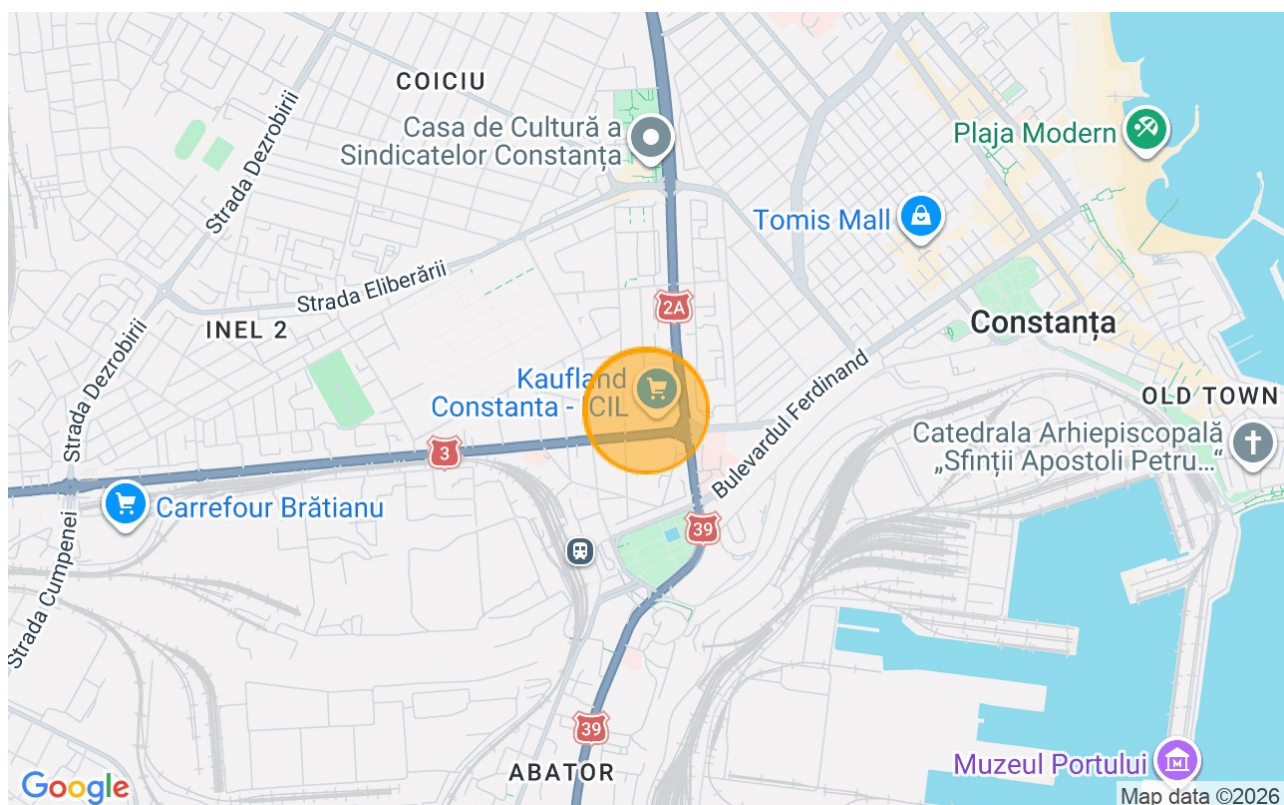 COICIU
Casa de Cultură a
Sindicatelor Constanța
Plaja Modern
Strada Dezrobirii
Tomis Mall
Strada Eliberării
2A
INEL 2
Constanța
Strada Dezrobirii
Kaufland
Constanta - ICIL
Bulevardul Ferdinand
OLD TOWN
3
Catedrala Arhiepiscopală
„Sfinții Apostoli Petru...“
Carrefour Brătianu
39
Strada Cumpenei
39
ABATOR
Muzeul Portului
Google
Map data ©2026